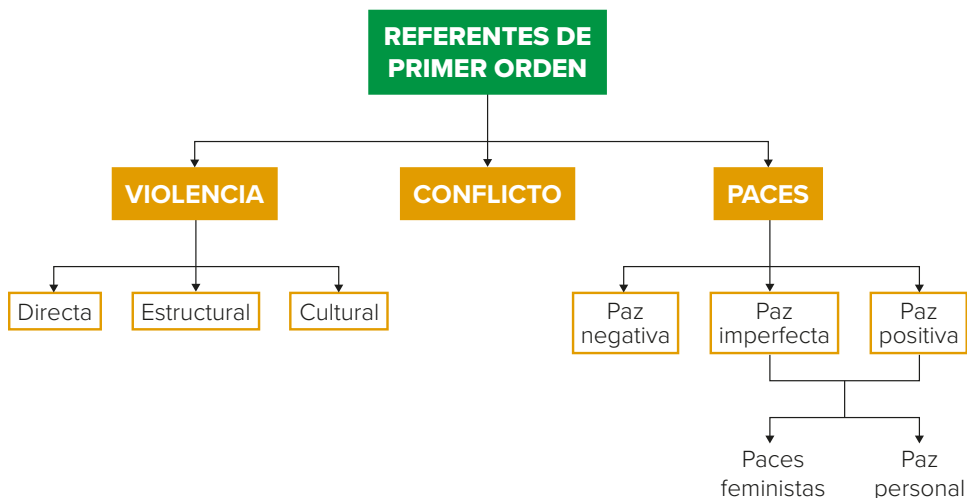 REFERENTES DE
PRIMER ORDEN
VIOLENCIA
CONFLICTO
PACES
Directa
Estructural
Cultural
Paz
negativa
Paz
imperfecta
Paz
positiva
Paces
feministas
Paz
personal